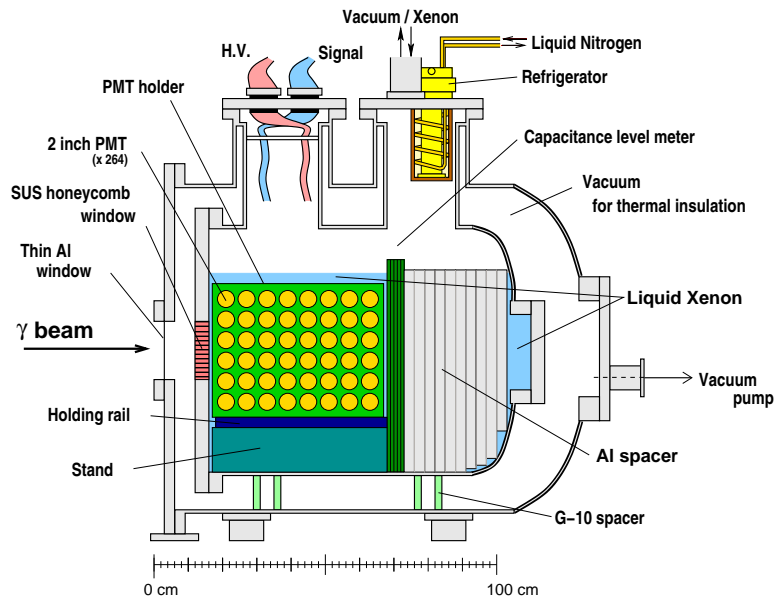 Vacuum / Xenon
H.V.
Signal
Liquid Nitrogen
Refrigerator
PMT holder
Capacitance level meter
2 inch PMT
(x 264)
SUS honeycomb
window
Vacuum
for thermal insulation
Thin Al
window
Liquid Xenon
γ beam
Vacuum
pump
Holding rail
Al spacer
Stand
G−10 spacer
0 cm
100 cm